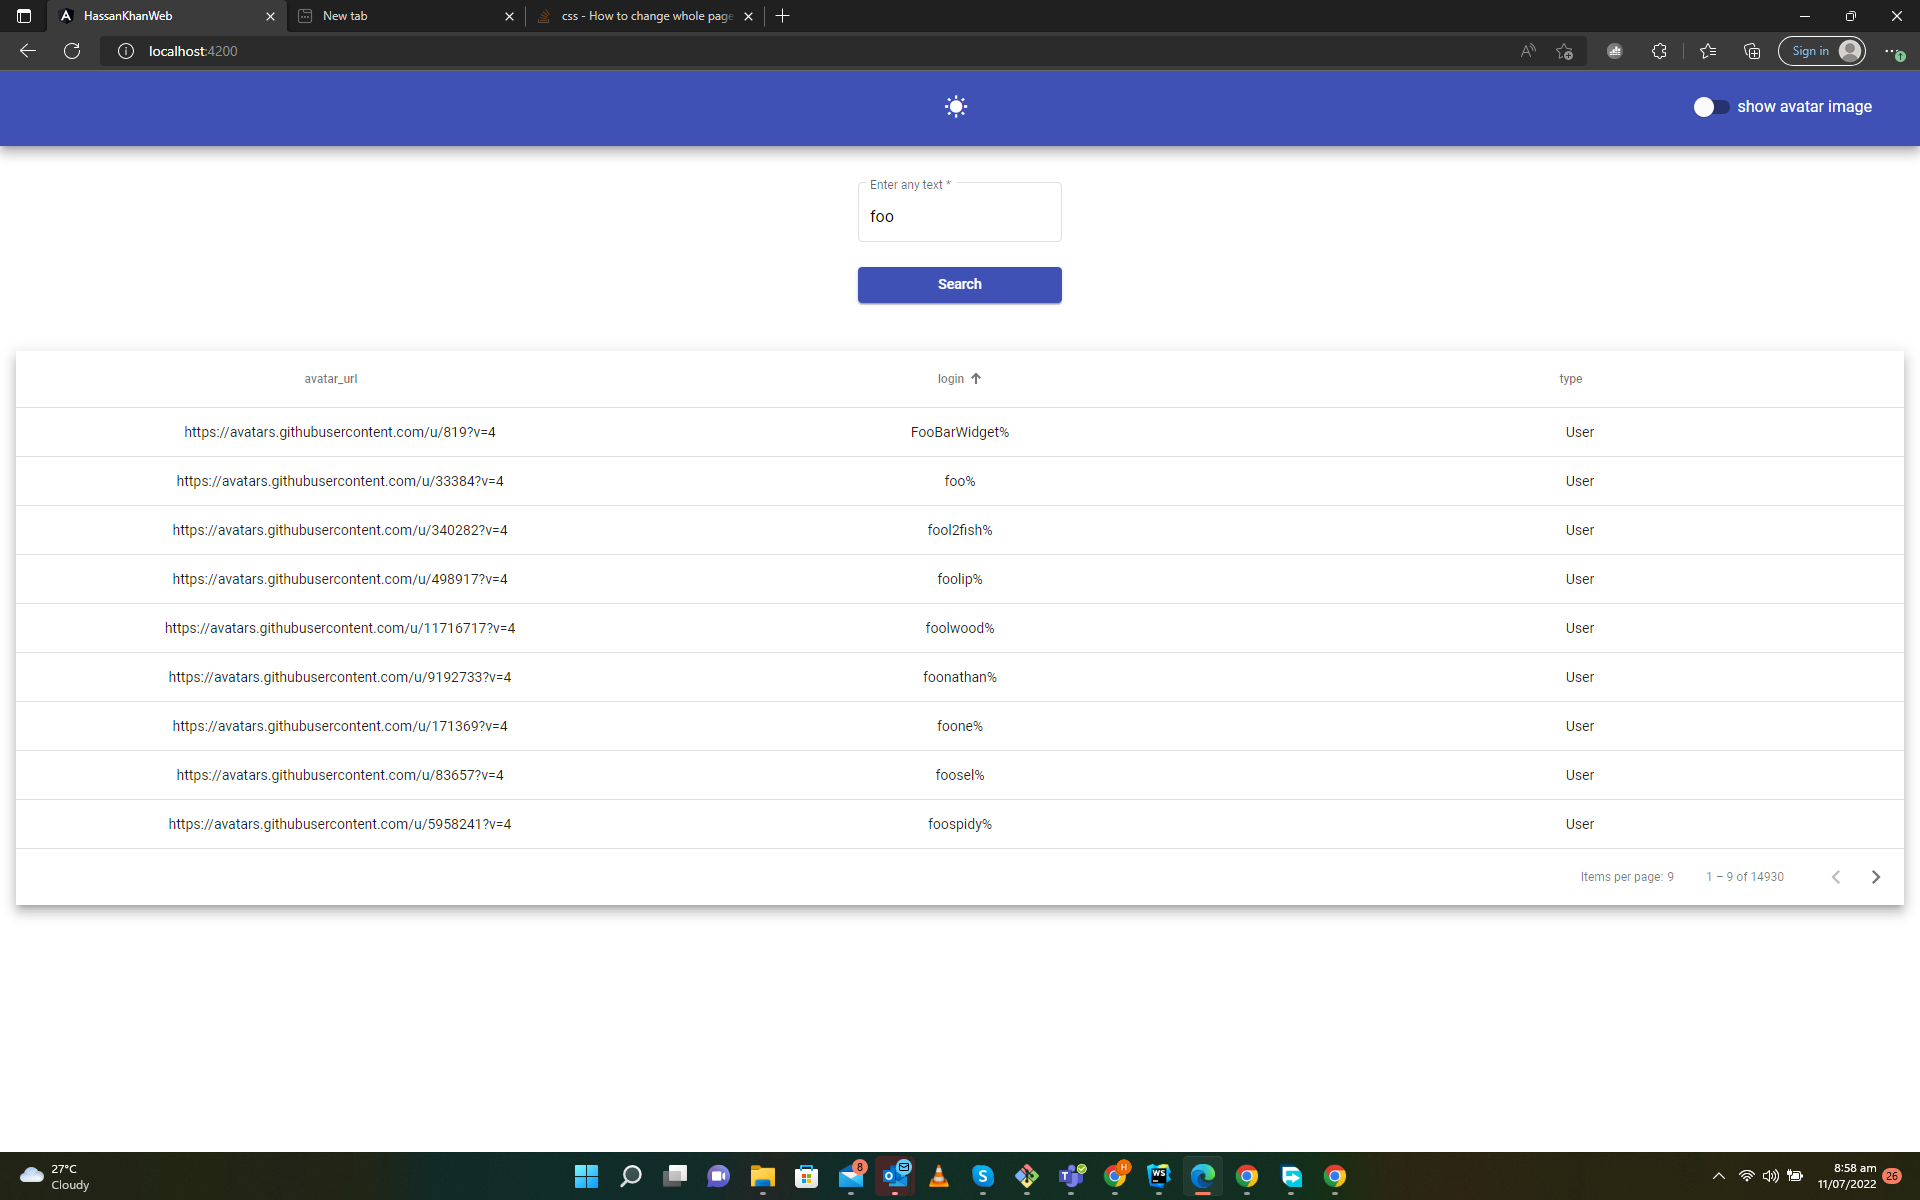 HassanKhanWeb
New tab
css - How to change whole page
localhost:4200
Sign in
show avatar image
Enter any text *
foo
Search
avatar_url login type
https://avatars.githubusercontent.com/u/819?v=4 FooBarWidget% User
https://avatars.githubusercontent.com/u/33384?v=4 foo% User
https://avatars.githubusercontent.com/u/340282?v=4 fool2fish% User
https://avatars.githubusercontent.com/u/498917?v=4 foolip% User
https://avatars.githubusercontent.com/u/11716717?v=4 foolwood% User
https://avatars.githubusercontent.com/u/9192733?v=4 foonathan% User
https://avatars.githubusercontent.com/u/171369?v=4 foone% User
https://avatars.githubusercontent.com/u/83657?v=4 foosel% User
https://avatars.githubusercontent.com/u/5958241?v=4 foospidy% User
Items per page: 9 1 – 9 of 14930
27°C
Cloudy
8
H
WS
8:58 am
11/07/2022
26